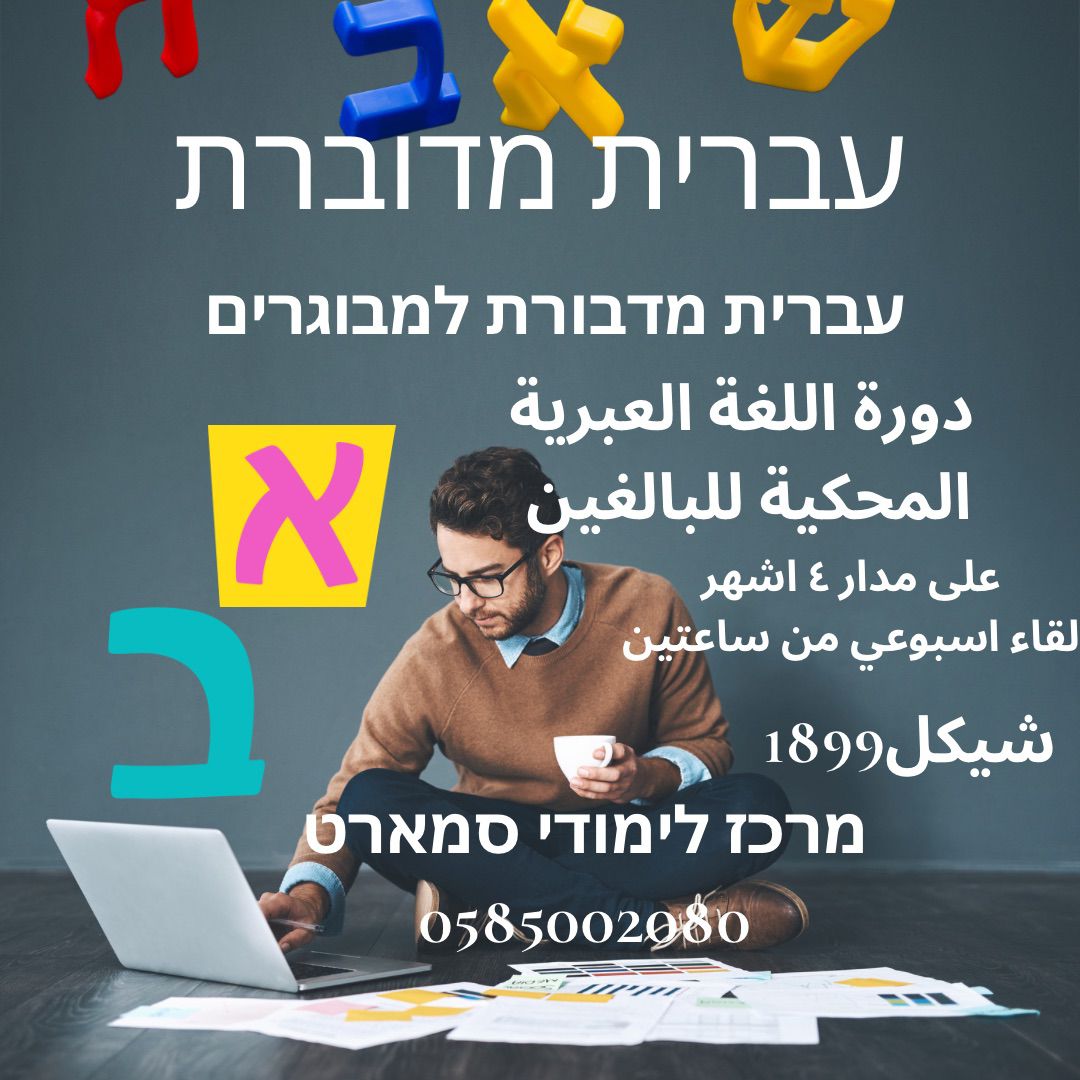 ח ב א ש
עברית מדוברת
עברית מדבורת למבוגרים
دورة اللغة العبرية
المحكية للبالغين
على مدار ٤ اشهر
لقاء اسبوعي من ساعتين
شيكل1899
א
ב
מרכז לימודי סמארט
0585002080